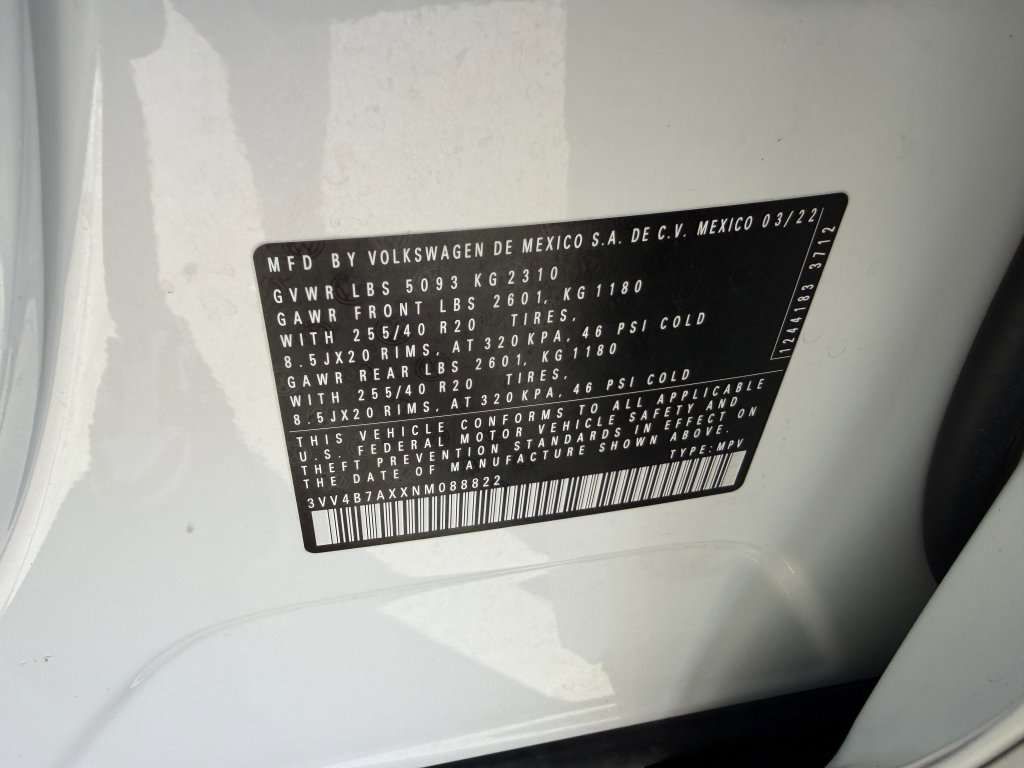 MFD BY VOLKSWAGEN DE MEXICO S.A. DE C.V. MEXICO 03/22
GVWR LBS 5093 KG 2310
GAWR FRONT LBS 2601, KG 1180
WITH 255/40 R20 TIRES,
8.5JX20 RIMS, AT 320 KPA, 46 PSI COLD
GAWR REAR LBS 2601, KG 1180
WITH 255/40 R20 TIRES,
8.5JX20 RIMS, AT 320 KPA, 46 PSI COLD
1244183 3712
THIS VEHICLE CONFORMS TO ALL APPLICABLE
U.S. FEDERAL MOTOR VEHICLE SAFETY AND
THEFT PREVENTION STANDARDS IN EFFECT ON
THE DATE OF MANUFACTURE SHOWN ABOVE.
TYPE: MPV
3VV4B7AXXNM088822